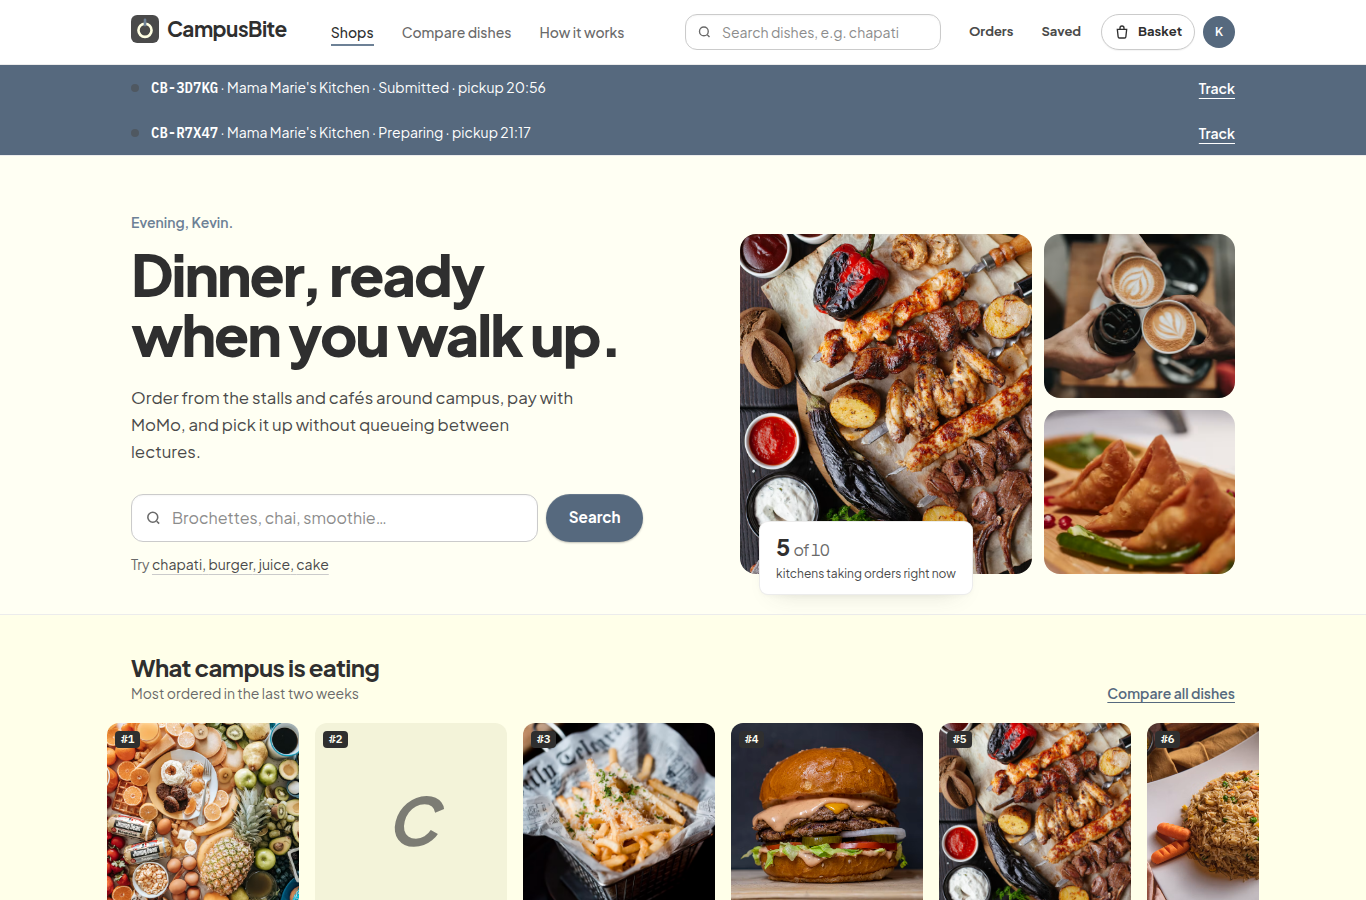 CampusBite
Shops
Compare dishes
How it works
Search dishes, e.g. chapati
Orders
Saved
Basket
K
CB-3D7KG · Mama Marie's Kitchen · Submitted · pickup 20:56
Track
CB-R7X47 · Mama Marie's Kitchen · Preparing · pickup 21:17
Track
Evening, Kevin.
Dinner, ready
when you walk up.
Order from the stalls and cafés around campus, pay with
MoMo, and pick it up without queueing between
lectures.
Brochettes, chai, smoothie…
Search
Try chapati, burger, juice, cake
5 of 10
kitchens taking orders right now
What campus is eating
Most ordered in the last two weeks
Compare all dishes
#1
#2
#3
#4
#5
#6
C